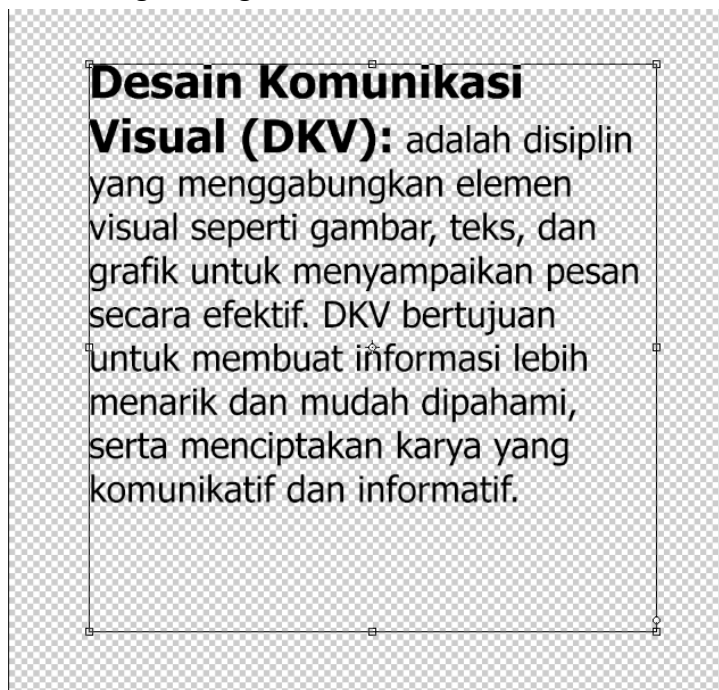 Desain Komunikasi
Visual (DKV): adalah disiplin
yang menggabungkan elemen
visual seperti gambar, teks, dan
grafik untuk menyampaikan pesan
secara efektif. DKV bertujuan
untuk membuat informasi lebih
menarik dan mudah dipahami,
serta menciptakan karya yang
komunikatif dan informatif.